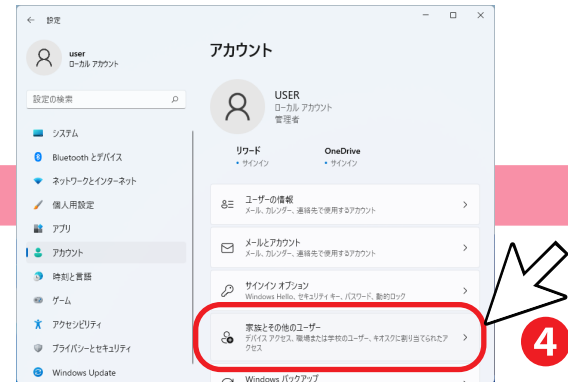 設定
user
ローカル アカウント
設定の検索
システム
Bluetooth とデバイス
ネットワークとインターネット
個人用設定
アプリ
アカウント
時刻と言語
ゲーム
アクセシビリティ
プライバシーとセキュリティ
Windows Update
アカウント
USER
ローカル アカウント
管理者
リワード
• サインイン
OneDrive
• サインイン
ユーザーの情報
メール、カレンダー、連絡先で使用するアカウント
メールとアカウント
メール、カレンダー、連絡先で使用するアカウント
サインイン オプション
Windows Hello、セキュリティ キー、パスワード、動的ロック
家族とその他のユーザー
デバイス アクセス、職場または学校のユーザー、キオスクに割り当てられたア
クセス
Windows バックアップ
4